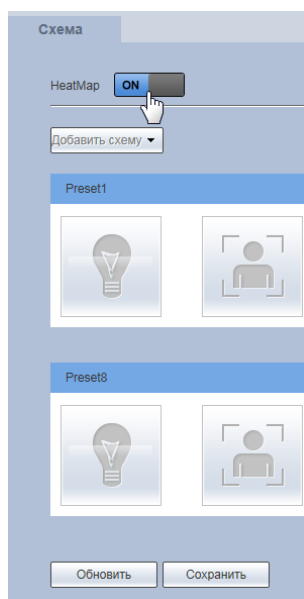 Схема
HeatMap ON
Добавить схему
Preset1
Preset8
Обновить Сохранить